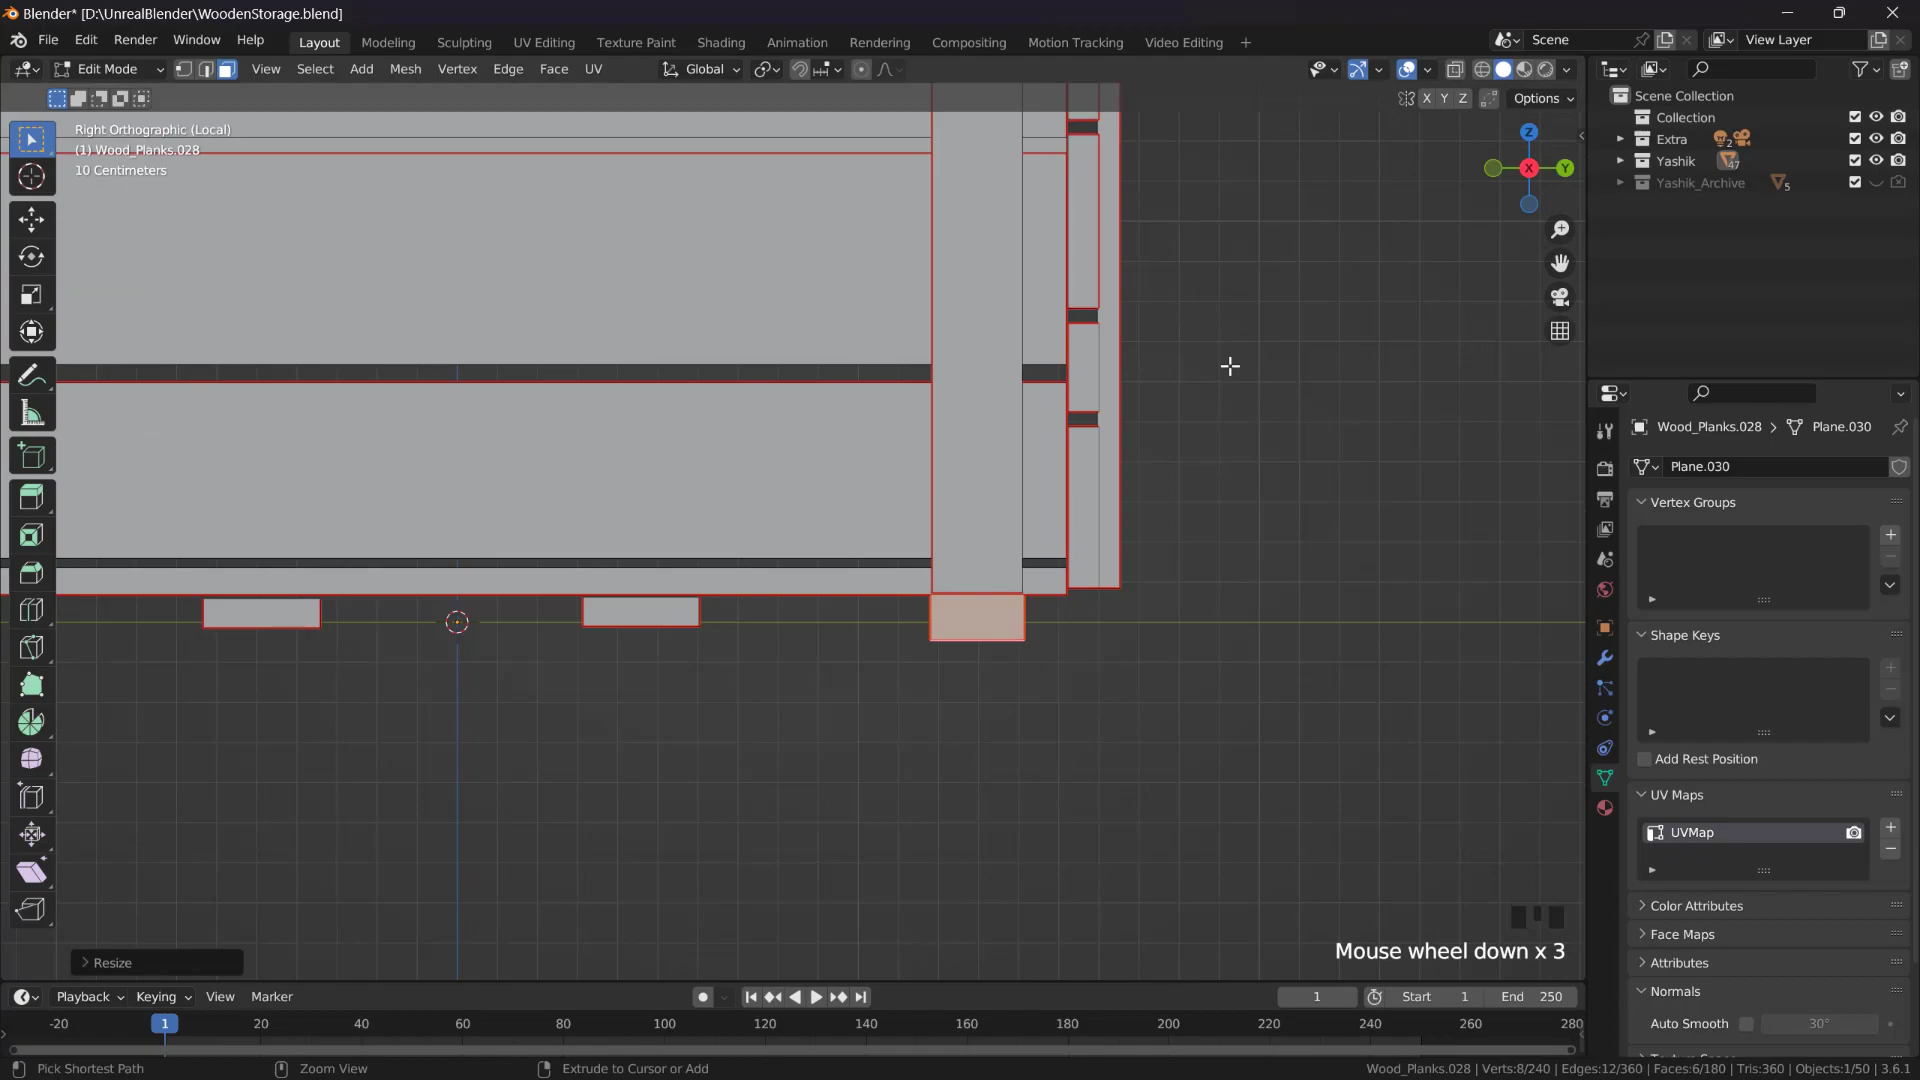 Blender* [D:\UnrealBlender\WoodenStorage.blend]
File Edit Render Window Help
Layout Modeling Sculpting UV Editing Texture Paint Shading Animation Rendering Compositing Motion Tracking Video Editing +
Scene
View Layer
Edit Mode View Select Add Mesh Vertex Edge Face UV
Global
X Y Z Options
Right Orthographic (Local)
(1) Wood_Planks.028
10 Centimeters
Z
Y
X
Scene Collection
Collection
Extra 2
Yashik 47
Yashik_Archive 5
Wood_Planks.028 > Plane.030
Plane.030
Vertex Groups
Shape Keys
Add Rest Position
UV Maps
UVMap
Color Attributes
Face Maps
Attributes
Normals
Auto Smooth 30°
Mouse wheel down x 3
Resize
Playback Keying View Marker
1 Start 1 End 250
-20 1 20 40 60 80 100 120 140 160 180 200 220 240 260 280
Pick Shortest Path Zoom View Extrude to Cursor or Add
Wood_Planks.028 | Verts:8/240 | Edges:12/360 | Faces:6/180 | Tris:360 | Objects:1/50 | 3.6.1